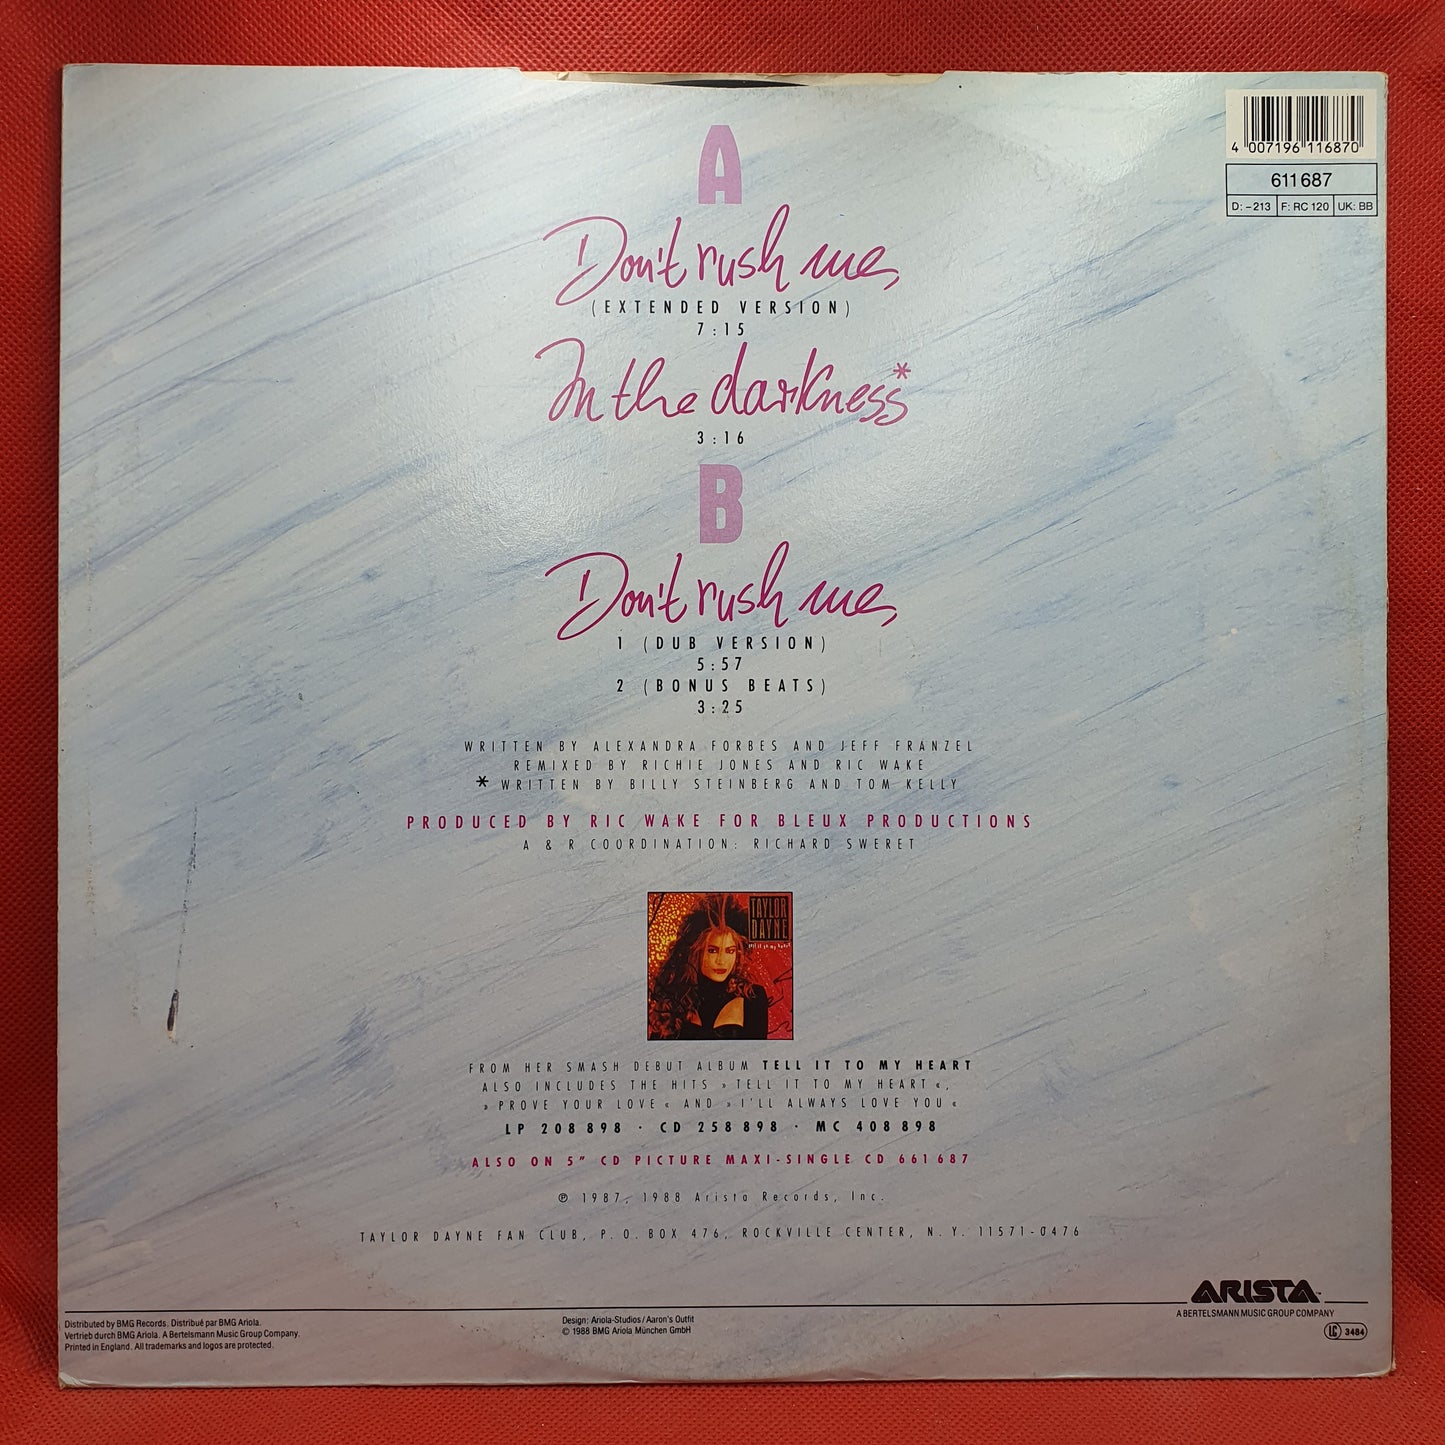 A
4 007196 116870
611 687
D: – 213 F: RC 120 UK: BB
Don't rush me,
(EXTENDED VERSION)
7:15
In the darkness*
3:16
B
Don't rush me,
1 (DUB VERSION)
5:57
2 (BONUS BEATS)
3:25
WRITTEN BY ALEXANDRA FORBES AND JEFF FRANZEL
REMIXED BY RICHIE JONES AND RIC WAKE
* WRITTEN BY BILLY STEINBERG AND TOM KELLY
PRODUCED BY RIC WAKE FOR BLEUX PRODUCTIONS
A & R COORDINATION: RICHARD SWERET
TAYLOR
DAYNE
TELL IT TO MY HEART
FROM HER SMASH DEBUT ALBUM TELL IT TO MY HEART
ALSO INCLUDES THE HITS »TELL IT TO MY HEART«,
»PROVE YOUR LOVE« AND »I'LL ALWAYS LOVE YOU«
LP 208 898 · CD 258 898 · MC 408 898
ALSO ON 5" CD PICTURE MAXI-SINGLE CD 661 687
℗ 1987, 1988 Arista Records, Inc.
TAYLOR DAYNE FAN CLUB, P.O. BOX 476, ROCKVILLE CENTER, N.Y. 11571-0476
ARISTA™
A BERTELSMANN MUSIC GROUP COMPANY
LC 3484
Distributed by BMG Records. Distribué par BMG Ariola.
Vertrieb durch BMG Ariola. A Bertelsmann Music Group Company.
Printed in England. All trademarks and logos are protected.
Design: Ariola-Studios / Aaron's Outfit
© 1988 BMG Ariola München GmbH